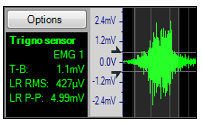 Options
Trigno sensor
EMG 1
T-B: 1.1mV
LR RMS: 427µV
LR P-P: 4.99mV
2.4mV
1.2mV
0.0V
-1.2mV
-2.4mV